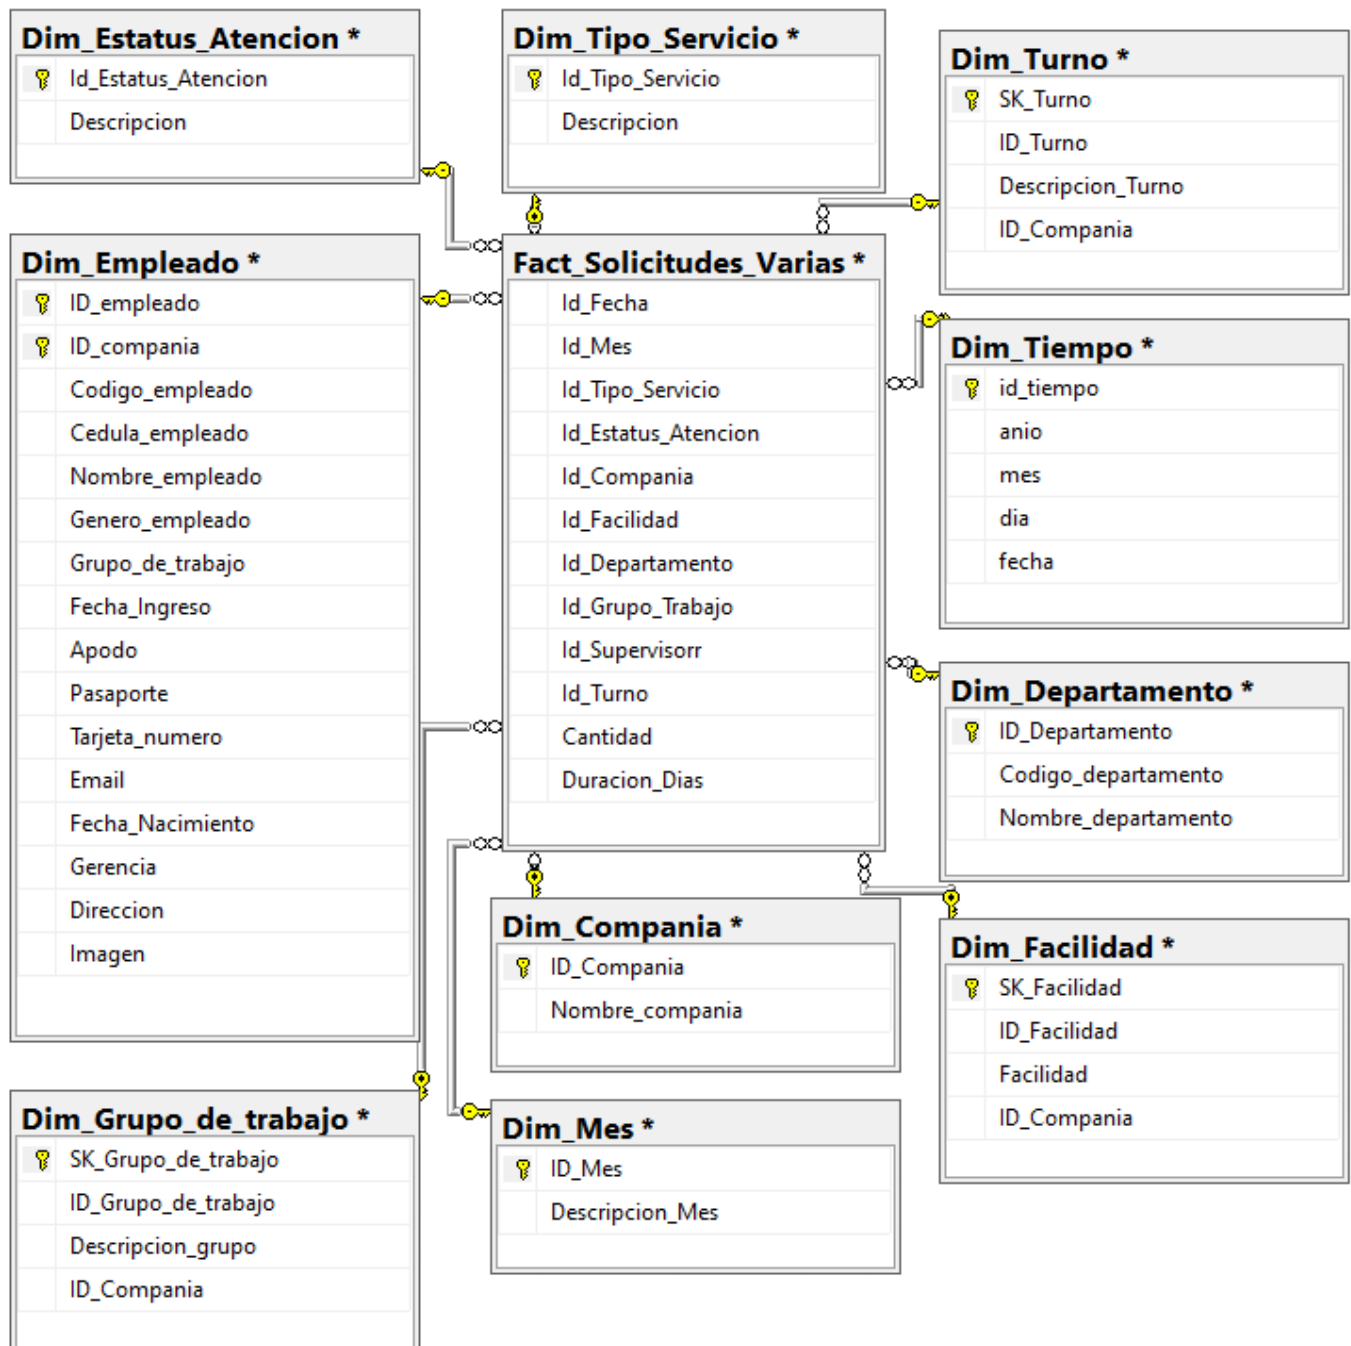 Dim_Estatus_Atencion *
Id_Estatus_Atencion
Descripcion
Dim_Tipo_Servicio *
Id_Tipo_Servicio
Descripcion
Dim_Turno *
SK_Turno
ID_Turno
Descripcion_Turno
ID_Compania
Dim_Empleado *
ID_empleado
ID_compania
Codigo_empleado
Cedula_empleado
Nombre_empleado
Genero_empleado
Grupo_de_trabajo
Fecha_Ingreso
Apodo
Pasaporte
Tarjeta_numero
Email
Fecha_Nacimiento
Gerencia
Direccion
Imagen
Fact_Solicitudes_Varias *
Id_Fecha
Id_Mes
Id_Tipo_Servicio
Id_Estatus_Atencion
Id_Compania
Id_Facilidad
Id_Departamento
Id_Grupo_Trabajo
Id_Supervisorr
Id_Turno
Cantidad
Duracion_Dias
Dim_Tiempo *
id_tiempo
anio
mes
dia
fecha
Dim_Departamento *
ID_Departamento
Codigo_departamento
Nombre_departamento
Dim_Compania *
ID_Compania
Nombre_compania
Dim_Facilidad *
SK_Facilidad
ID_Facilidad
Facilidad
ID_Compania
Dim_Grupo_de_trabajo *
SK_Grupo_de_trabajo
ID_Grupo_de_trabajo
Descripcion_grupo
ID_Compania
Dim_Mes *
ID_Mes
Descripcion_Mes